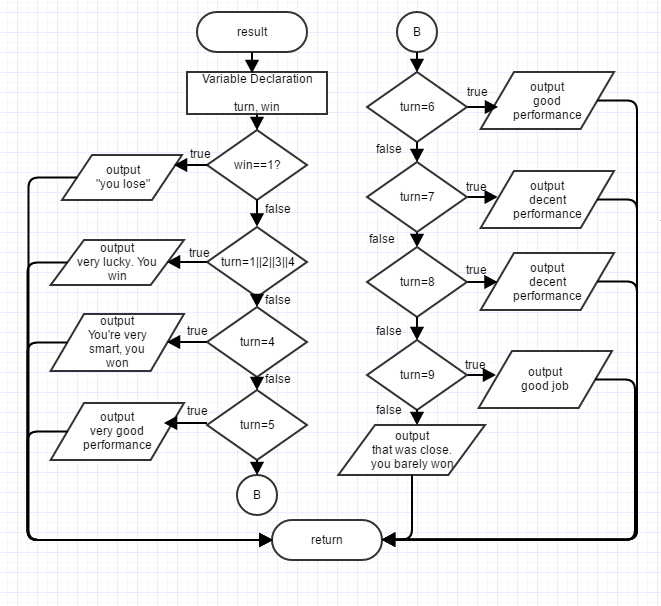 result
Variable Declaration
turn, win
win==1?
true
output
"you lose"
false
turn=1||2||3||4
true
output
very lucky. You
win
false
turn=4
true
output
You're very
smart, you
won
false
turn=5
true
output
very good
performance
B
B
turn=6
true
output
good
performance
false
turn=7
true
output
decent
performance
false
turn=8
true
output
decent
performance
false
turn=9
true
output
good job
false
output
that was close.
you barely won
return